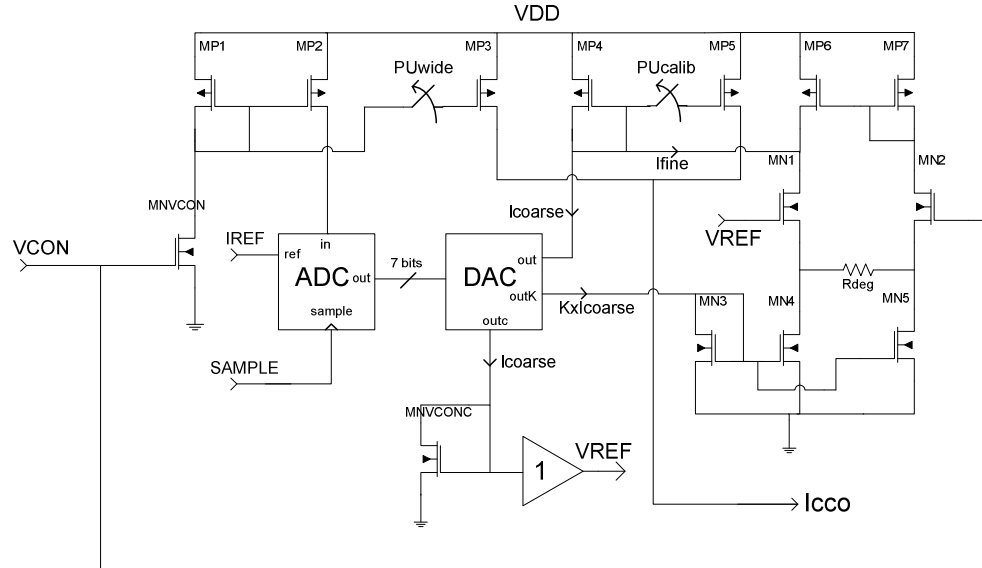 VDD
MP1 MP2 MP3 MP4 MP5 MP6 MP7
PUwide PUcalib
Ifine
MN1 MN2
MNVCON
Icoarse
VCON
IREF
VREF
ref in
ADC out
sample
7 bits
DAC
out
outK
outc
KxIcoarse
Rdeg
MN3 MN4 MN5
SAMPLE
Icoarse
MNVCONC
1
VREF
Icco